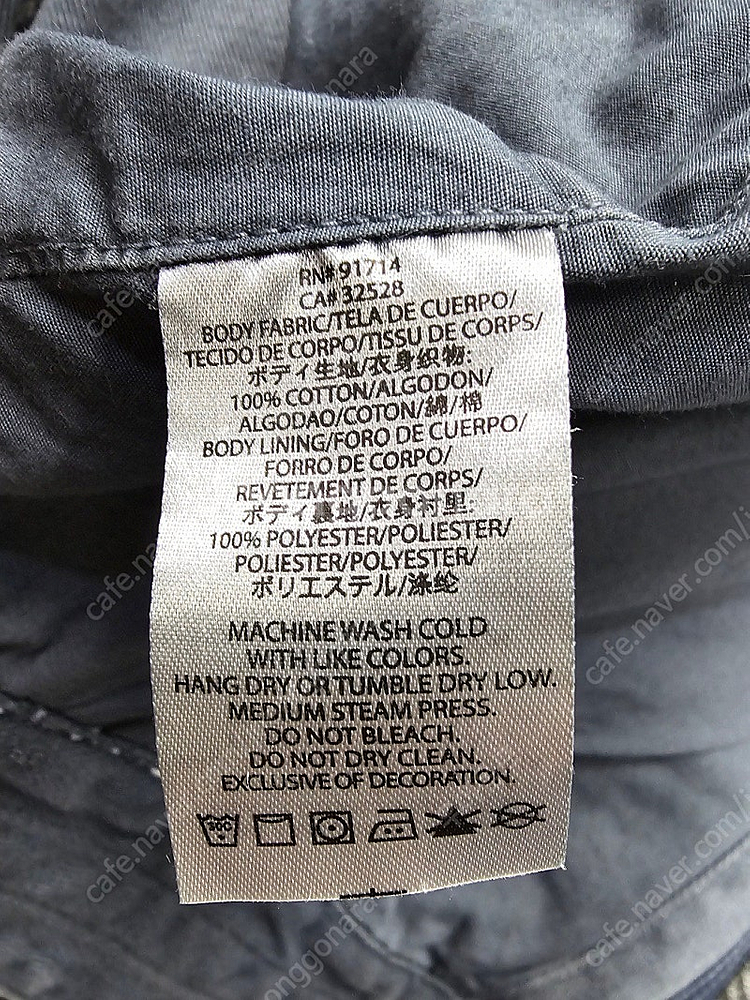 RN# 91714
CA# 32528
BODY FABRIC/TELA DE CUERPO/
TECIDO DE CORPO/TISSU DE CORPS/
ボディ生地/衣身织物:
100% COTTON/ALGODON/
ALGODAO/COTON/綿/棉
BODY LINING/FORO DE CUERPO/
FORRO DE CORPO/
REVETEMENT DE CORPS/
ボディ裏地/衣身衬里:
100% POLYESTER/POLIESTER/
POLIESTER/POLYESTER/
ポリエステル/涤纶
MACHINE WASH COLD
WITH LIKE COLORS.
HANG DRY OR TUMBLE DRY LOW.
MEDIUM STEAM PRESS.
DO NOT BLEACH.
DO NOT DRY CLEAN.
EXCLUSIVE OF DECORATION.
30C